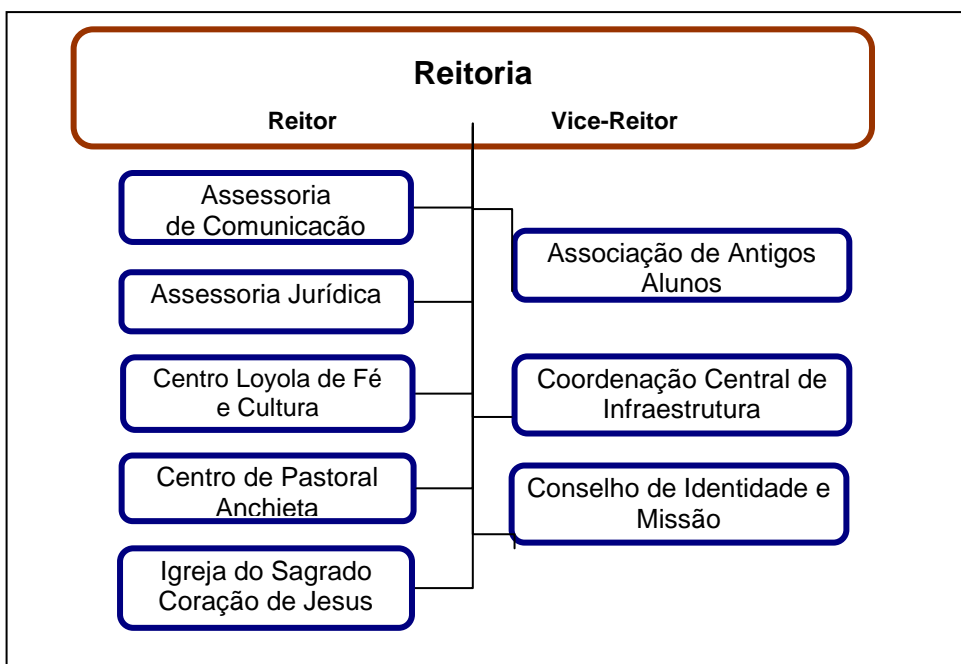 Reitoria
Reitor
Vice-Reitor
Assessoria
de Comunicação
Assessoria Jurídica
Centro Loyola de Fé
e Cultura
Centro de Pastoral
Anchieta
Igreja do Sagrado
Coração de Jesus
Associação de Antigos
Alunos
Coordenação Central de
Infraestrutura
Conselho de Identidade e
Missão